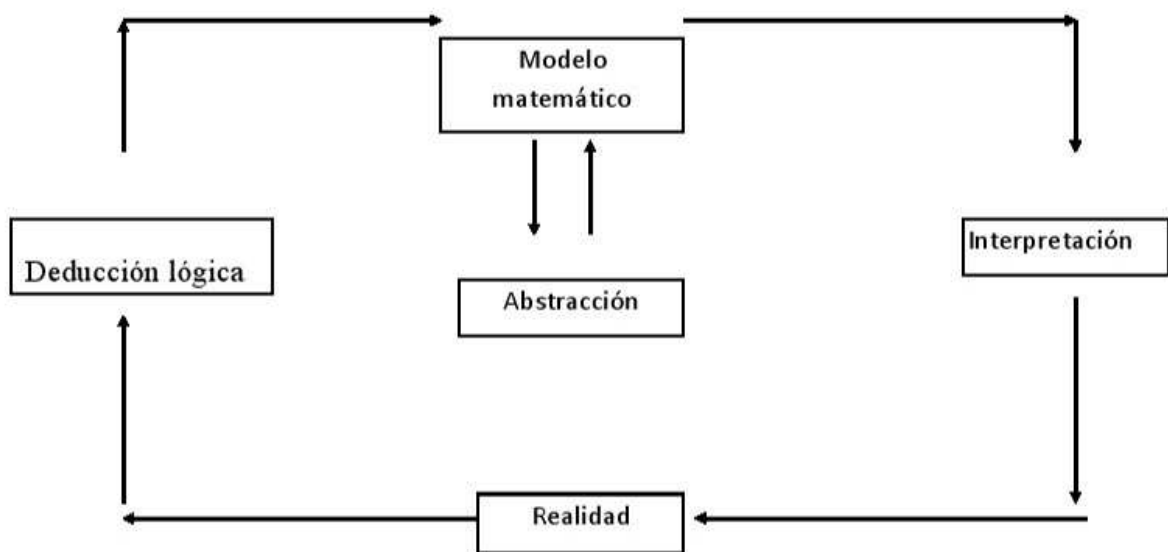 Modelo
matemático
Deducción lógica
Interpretación
Abstracción
Realidad